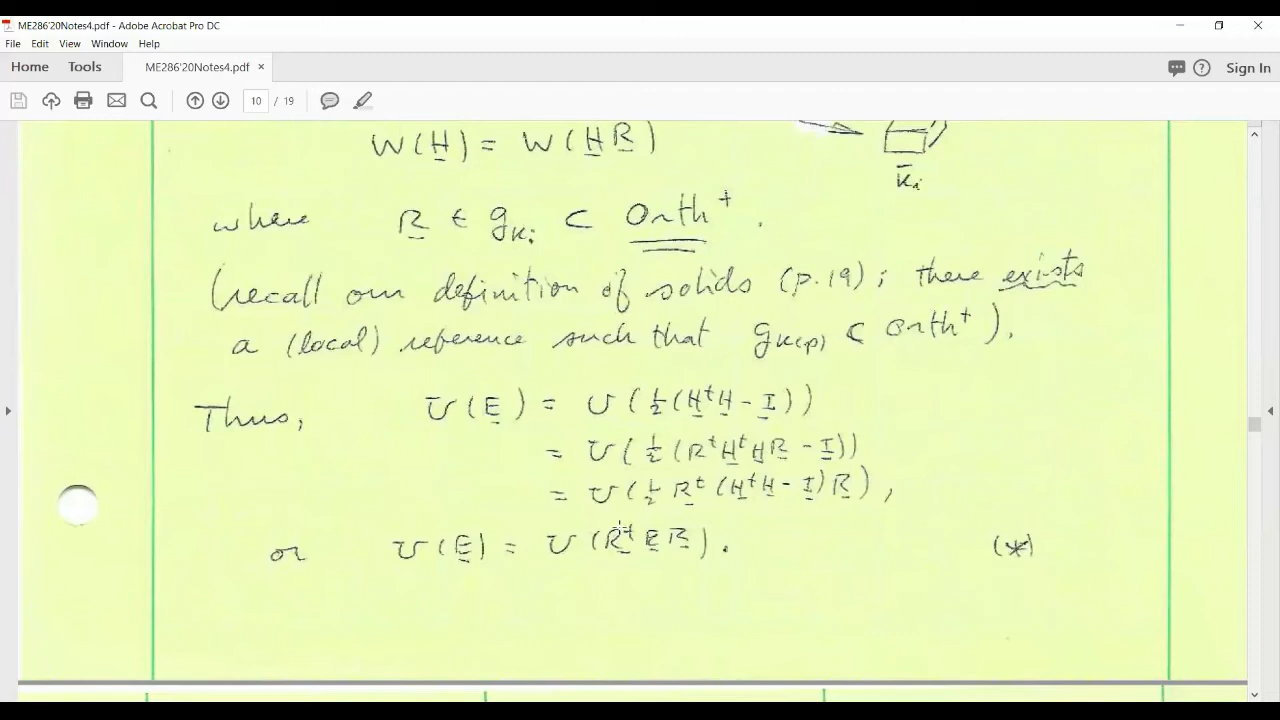 ME286'20Notes4.pdf - Adobe Acrobat Pro DC
File Edit View Window Help
Home Tools ME286'20Notes4.pdf × Sign In
10 / 19
W(H) = W(HR)
κi
where R ∈ gκi ⊂ Orth⁺.
(recall our definition of solids (p.19); there exists
a (local) reference such that gκ(p) ⊂ Orth⁺).
Thus, U(E) = U(½(HᵗH - I))
= U(½(RᵗHᵗHR - I))
= U(½Rᵗ(HᵗH - I)R),
or U(E) = U(RᵗER). (*)